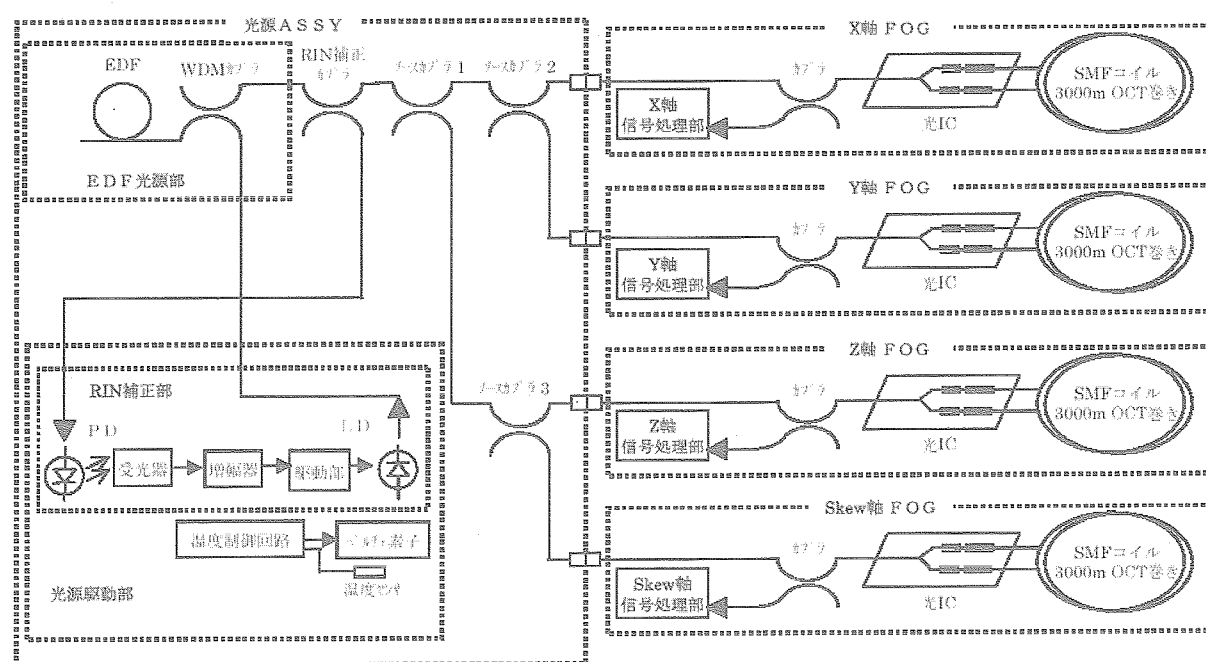 光源ASSY
EDF
WDMカプラ
RIN補正
カプラ
ノースカプラ1
ノースカプラ2
EDF光源部
X軸 FOG
カプラ
X軸
信号処理部
光IC
SMFコイル
3000m OCT巻き
Y軸 FOG
カプラ
Y軸
信号処理部
光IC
SMFコイル
3000m OCT巻き
RIN補正部
PD
LD
受光器
増幅器
駆動部
ノースカプラ3
Z軸 FOG
カプラ
Z軸
信号処理部
光IC
SMFコイル
3000m OCT巻き
温度制御回路
ペルチェ素子
温度センサ
光源駆動部
Skew軸 FOG
カプラ
Skew軸
信号処理部
光IC
SMFコイル
3000m OCT巻き